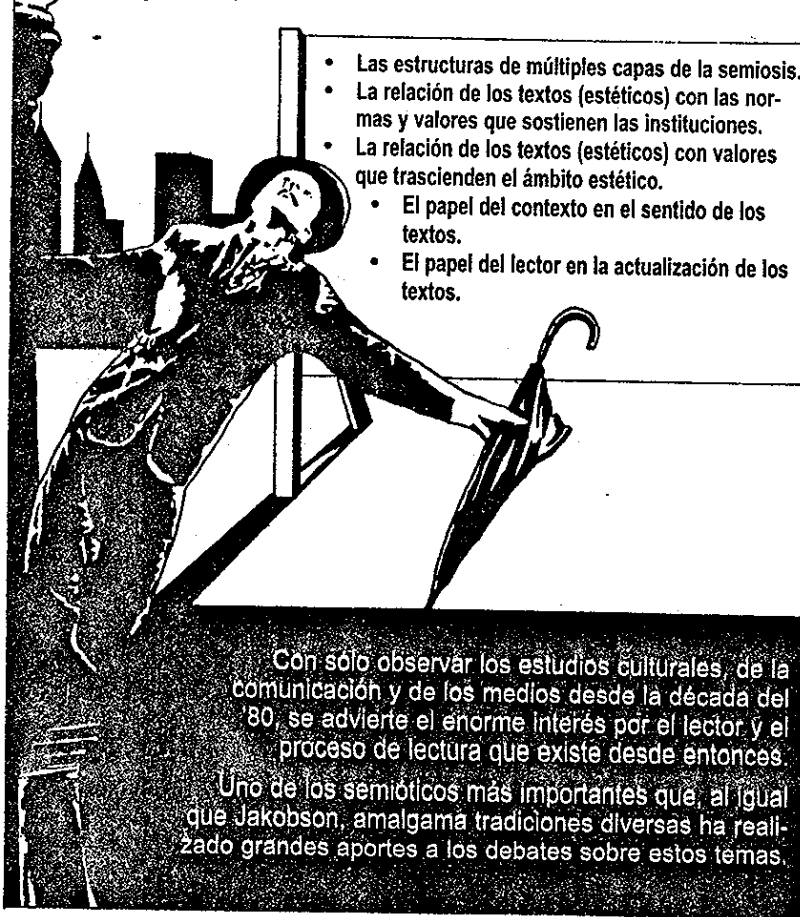 • Las estructuras de múltiples capas de la semiosis.
• La relación de los textos (estéticos) con las nor-
mas y valores que sostienen las instituciones.
• La relación de los textos (estéticos) con valores
que trascienden el ámbito estético.
• El papel del contexto en el sentido de los
textos.
• El papel del lector en la actualización de los
textos.
Con sólo observar los estudios culturales, de la
comunicación y de los medios desde la década del
'80, se advierte el enorme interés por el lector y el
proceso de lectura que existe desde entonces.
Uno de los semióticos más importantes que, al igual
que Jakobson, amalgama tradiciones diversas ha reali-
zado grandes aportes a los debates sobre estos temas.